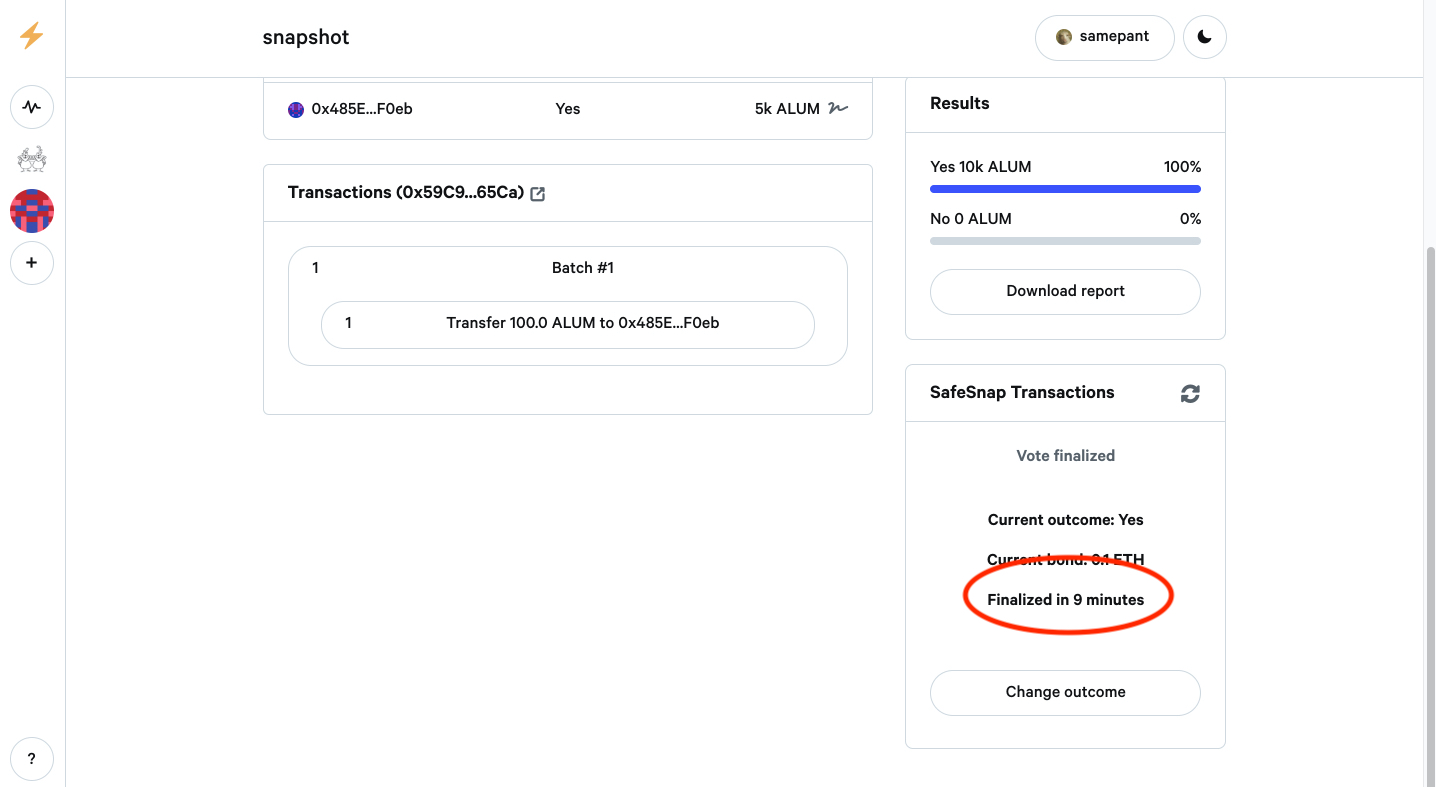 snapshot
samepant
0x485E...F0eb Yes 5k ALUM
Transactions (0x59C9...65Ca)
1 Batch #1
1 Transfer 100.0 ALUM to 0x485E...F0eb
Results
Yes 10k ALUM 100%
No 0 ALUM 0%
Download report
SafeSnap Transactions
Vote finalized
Current outcome: Yes
Current bond: 0.1 ETH
Finalized in 9 minutes
Change outcome
+
?